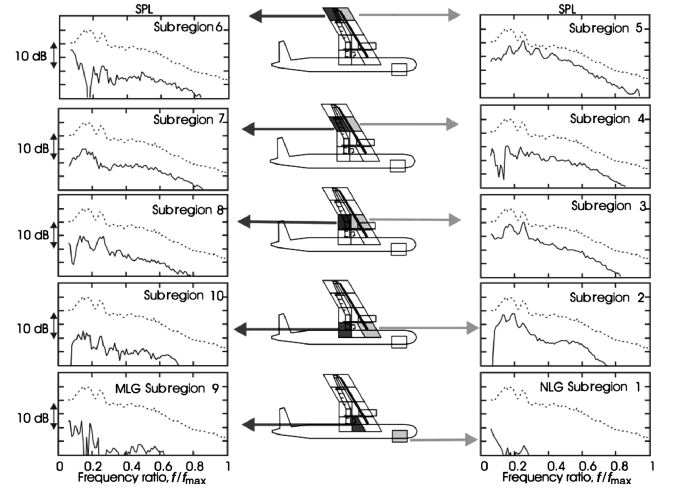 SPL SPL
Subregion 6 Subregion 5
10 dB
Subregion 7 Subregion 4
10 dB
Subregion 8 Subregion 3
10 dB
Subregion 10 Subregion 2
10 dB
MLG Subregion 9 NLG Subregion 1
10 dB
0 0.2 0.4 0.6 0.8 1 0 0.2 0.4 0.6 0.8 1
Frequency ratio, f/fmax Frequency ratio, f/fmax